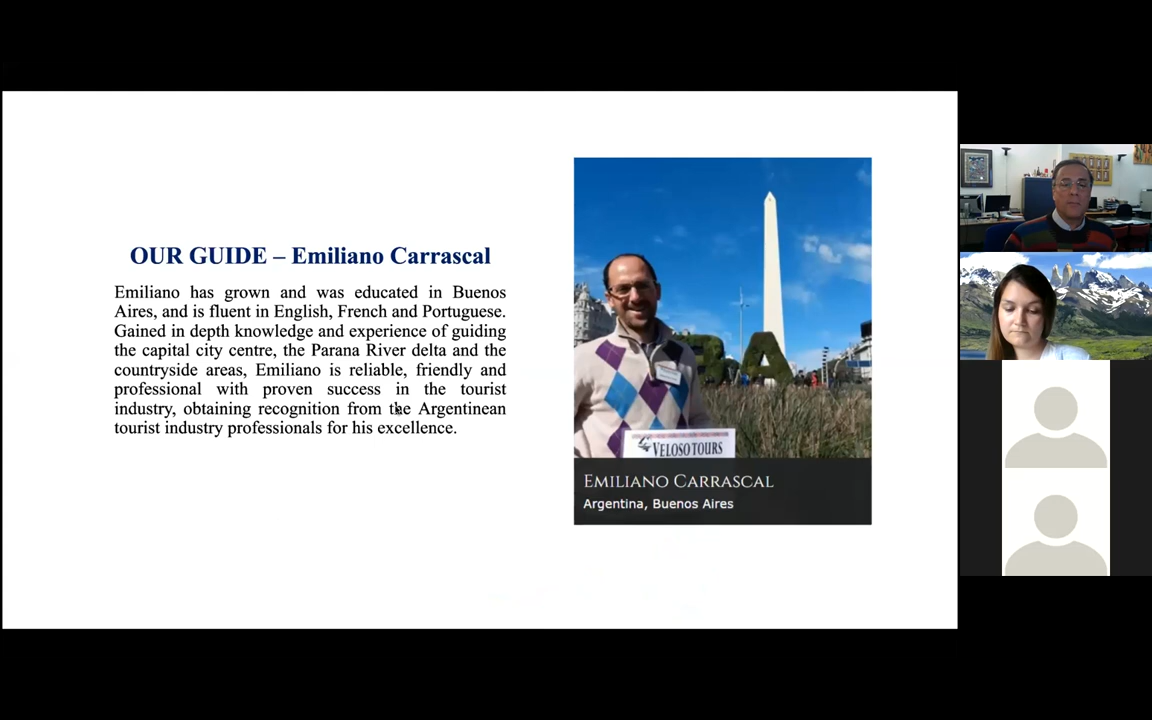 OUR GUIDE – Emiliano Carrascal
Emiliano has grown and was educated in Buenos
Aires, and is fluent in English, French and Portuguese.
Gained in depth knowledge and experience of guiding
the capital city centre, the Parana River delta and the
countryside areas, Emiliano is reliable, friendly and
professional with proven success in the tourist
industry, obtaining recognition from the Argentinean
tourist industry professionals for his excellence.
BA
VELOSO TOURS
EMILIANO CARRASCAL
Argentina, Buenos Aires